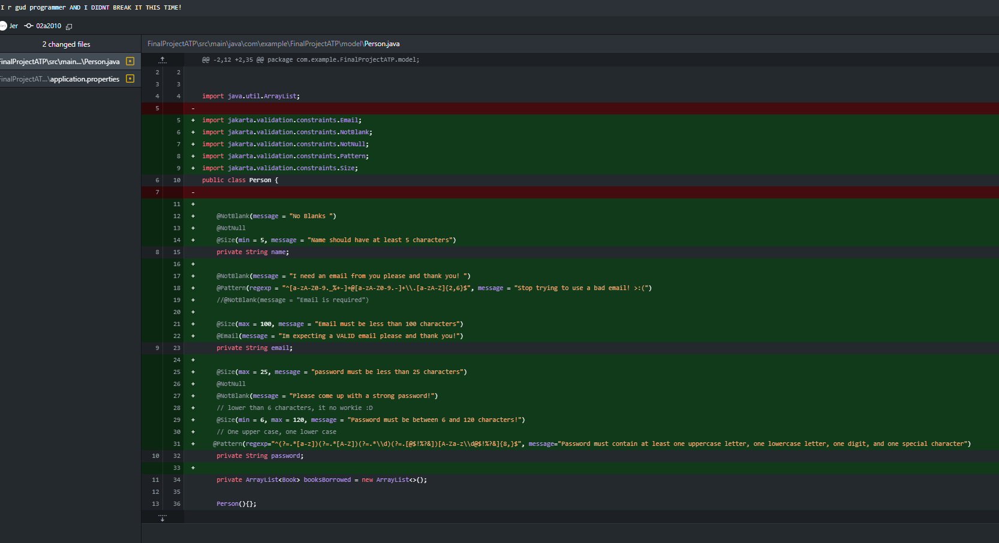 I r gud programmer AND I DIDNT BREAK IT THIS TIME!
Jer 02a2010
2 changed files
FinalProjectATP\src\main...\Person.java
FinalProjectAT...\application.properties
FinalProjectATP\src\main\java\com\example\FinalProjectATP\model\Person.java
@@ -2,12 +2,35 @@ package com.example.FinalProjectATP.model;
2 2
3 3
4 4 import java.util.ArrayList;
5 -
5 + import jakarta.validation.constraints.Email;
6 + import jakarta.validation.constraints.NotBlank;
7 + import jakarta.validation.constraints.NotNull;
8 + import jakarta.validation.constraints.Pattern;
9 + import jakarta.validation.constraints.Size;
6 10 public class Person {
7 -
11 +
12 + @NotBlank(message = "No Blanks ")
13 + @NotNull
14 + @Size(min = 5, message = "Name should have at least 5 characters")
8 15 private String name;
16 +
17 + @NotBlank(message = "I need an email from you please and thank you! ")
18 + @Pattern(regexp = "^[a-zA-Z0-9._%+-]+@[a-zA-Z0-9.-]+\\.[a-zA-Z]{2,6}$", message = "Stop trying to use a bad email! >:(")
19 + //@NotBlank(message = "Email is required")
20 +
21 + @Size(max = 100, message = "Email must be less than 100 characters")
22 + @Email(message = "Im expecting a VALID email please and thank you!")
9 23 private String email;
24 +
25 + @Size(max = 25, message = "password must be less than 25 characters")
26 + @NotNull
27 + @NotBlank(message = "Please come up with a strong password!")
28 + // lower than 6 characters, it no workie :D
29 + @Size(min = 6, max = 120, message = "Password must be between 6 and 120 characters!")
30 + // One upper case, one lower case
31 + @Pattern(regexp="^(?=.*[a-z])(?=.*[A-Z])(?=.*\\d)(?=.[@$!%?&])[A-Za-z\\d@$!%?&]{8,}$", message="Password must contain at least one uppercase letter, one lowercase letter, one digit, and one special character")
10 32 private String password;
33 +
11 34 private ArrayList<Book> booksBorrowed = new ArrayList<>();
12 35
13 36 Person(){};